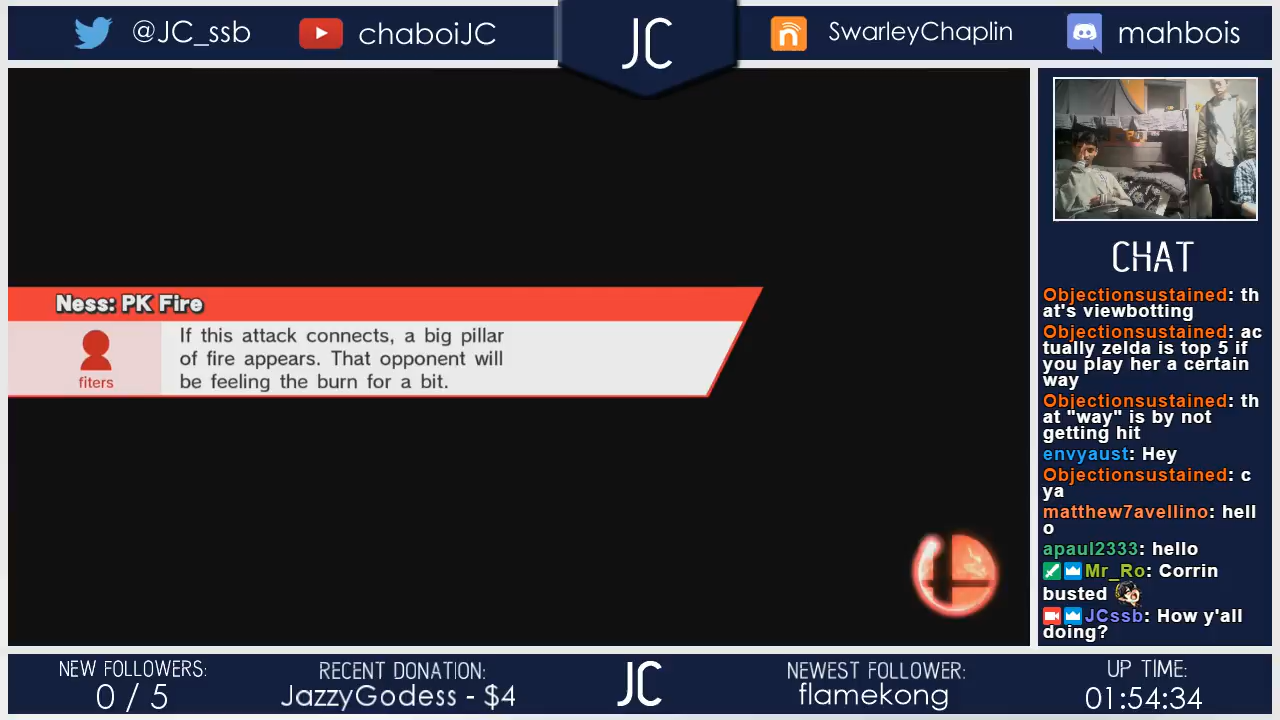 @JC_ssb
chaboiJC
JC
SwarleyChaplin
mahbois
Ness: PK Fire
If this attack connects, a big pillar
of fire appears. That opponent will
be feeling the burn for a bit.
fiters
CHAT
Objectionsustained: th
at's viewbotting
Objectionsustained: ac
tually zelda is top 5 if
you play her a certain
way
Objectionsustained: th
at "way" is by not
getting hit
envyaust: Hey
Objectionsustained: c
ya
matthew7avellino: hell
o
apaul2333: hello
Mr_Ro: Corrin
busted
JCssb: How y'all
doing?
NEW FOLLOWERS:
0 / 5
RECENT DONATION:
JazzyGodess - $4
JC
NEWEST FOLLOWER:
flamekong
UP TIME:
01:54:34